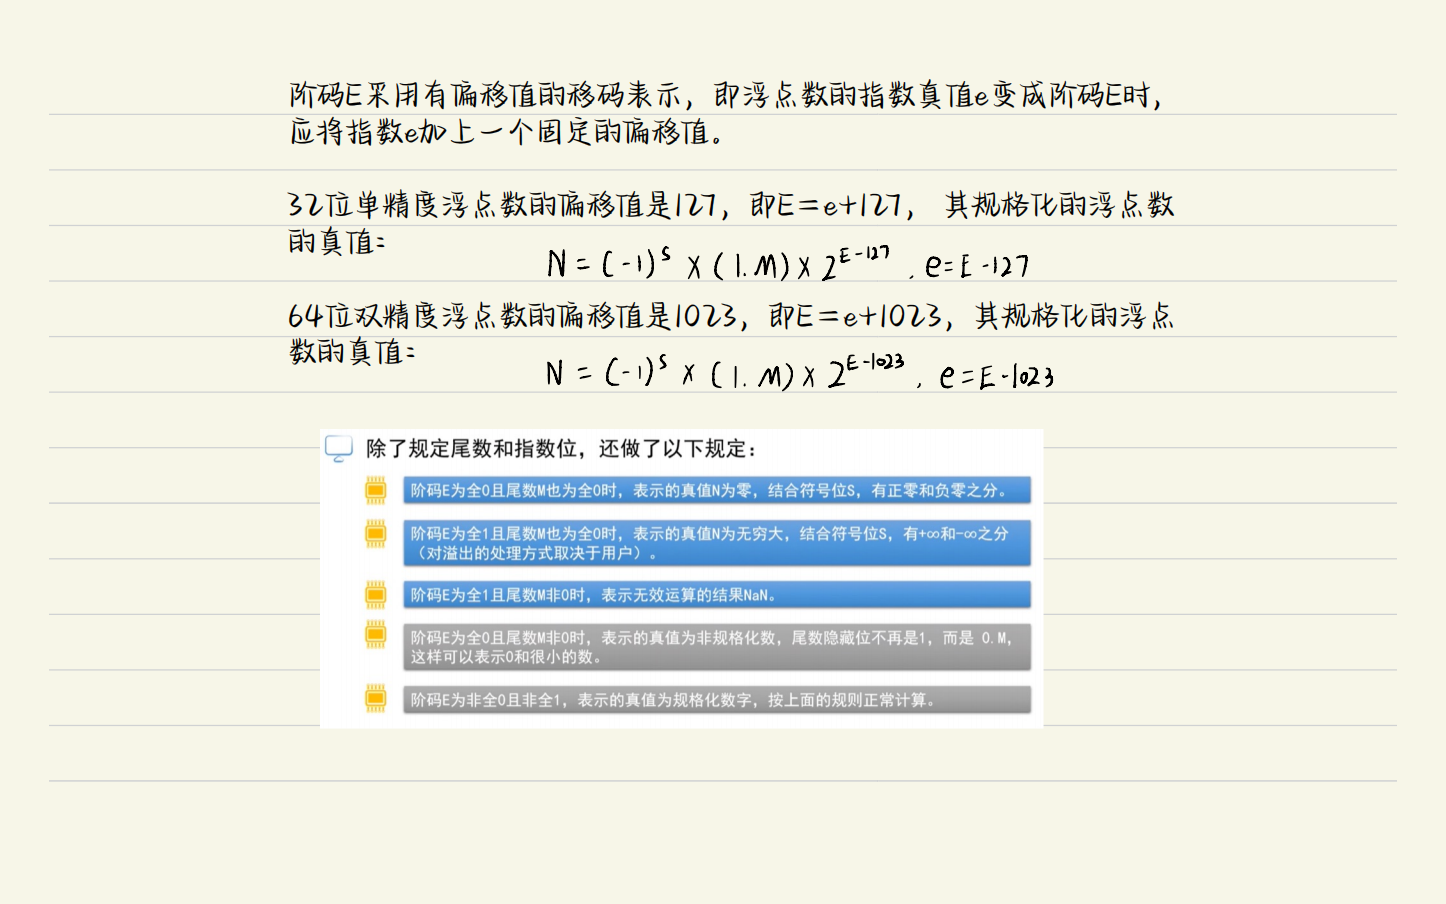 阶码E采用有偏移值的移码表示，即浮点数的指数真值e变成阶码E时，
应将指数e加上一个固定的偏移值。
32位单精度浮点数的偏移值是127，即E=e+127，其规格化的浮点数
的真值：
N = (-1)^S × (1.M) × 2^{E-127} , e=E-127
64位双精度浮点数的偏移值是1023，即E=e+1023，其规格化的浮点
数的真值：
N = (-1)^S × (1.M) × 2^{E-1023} , e=E-1023
除了规定尾数和指数位，还做了以下规定：
阶码E为全0且尾数M也为全0时，表示的真值N为零，结合符号位S，有正零和负零之分。
阶码E为全1且尾数M也为全0时，表示的真值N为无穷大，结合符号位S，有+∞和-∞之分
（对溢出的处理方式取决于用户）。
阶码E为全1且尾数M非0时，表示无效运算的结果NaN。
阶码E为全0且尾数M非0时，表示的真值为非规格化数，尾数隐藏位不再是1，而是 0.M，
这样可以表示0和很小的数。
阶码E为非全0且非全1，表示的真值为规格化数字，按上面的规则正常计算。